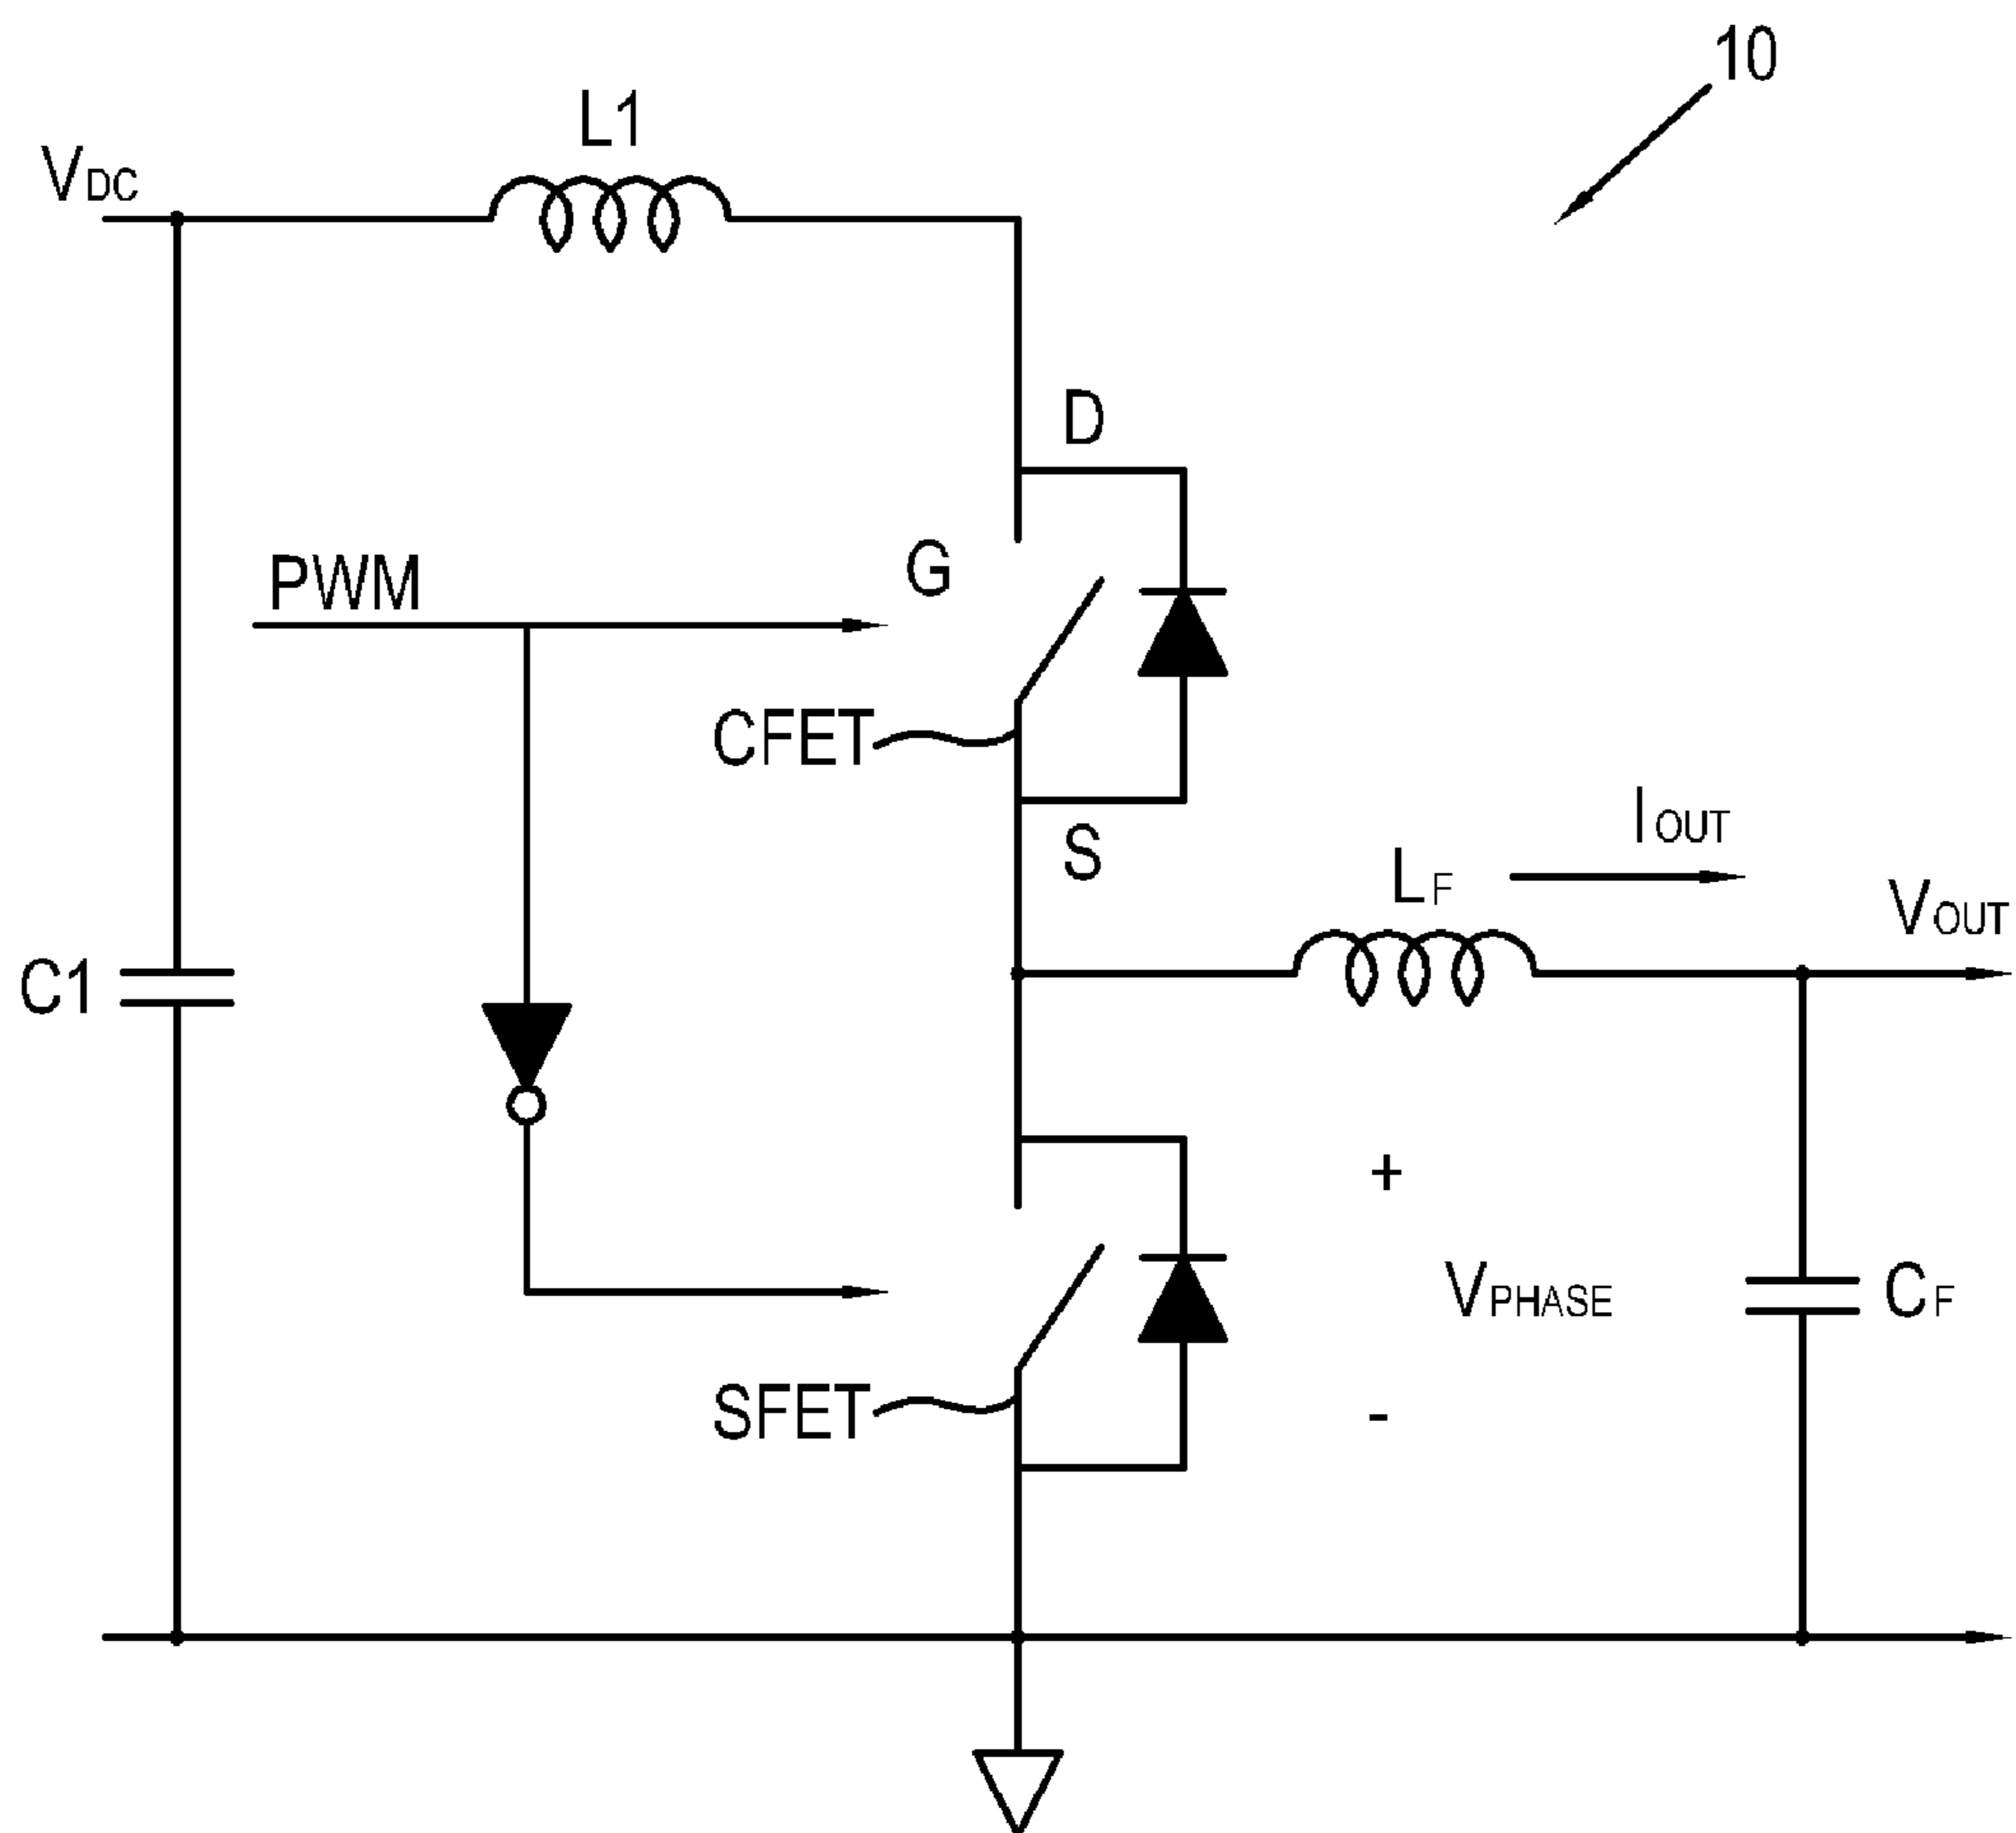 10
L1
VDC
D
G
PWM
CFET
IOUT
S
LF
VOUT
C1
+
VPHASE
CF
SFET
-